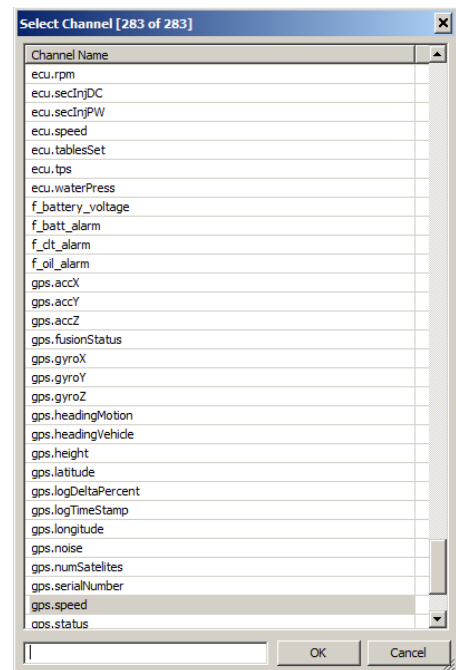 Select Channel [283 of 283]
Channel Name
ecu.rpm
ecu.secInjDC
ecu.secInjPW
ecu.speed
ecu.tablesSet
ecu.tps
ecu.waterPress
f_battery_voltage
f_batt_alarm
f_clt_alarm
f_oil_alarm
gps.accX
gps.accY
gps.accZ
gps.fusionStatus
gps.gyroX
gps.gyroY
gps.gyroZ
gps.headingMotion
gps.headingVehicle
gps.height
gps.latitude
gps.logDeltaPercent
gps.logTimeStamp
gps.longitude
gps.noise
gps.numSatelites
gps.serialNumber
gps.speed
gps.status
OK Cancel